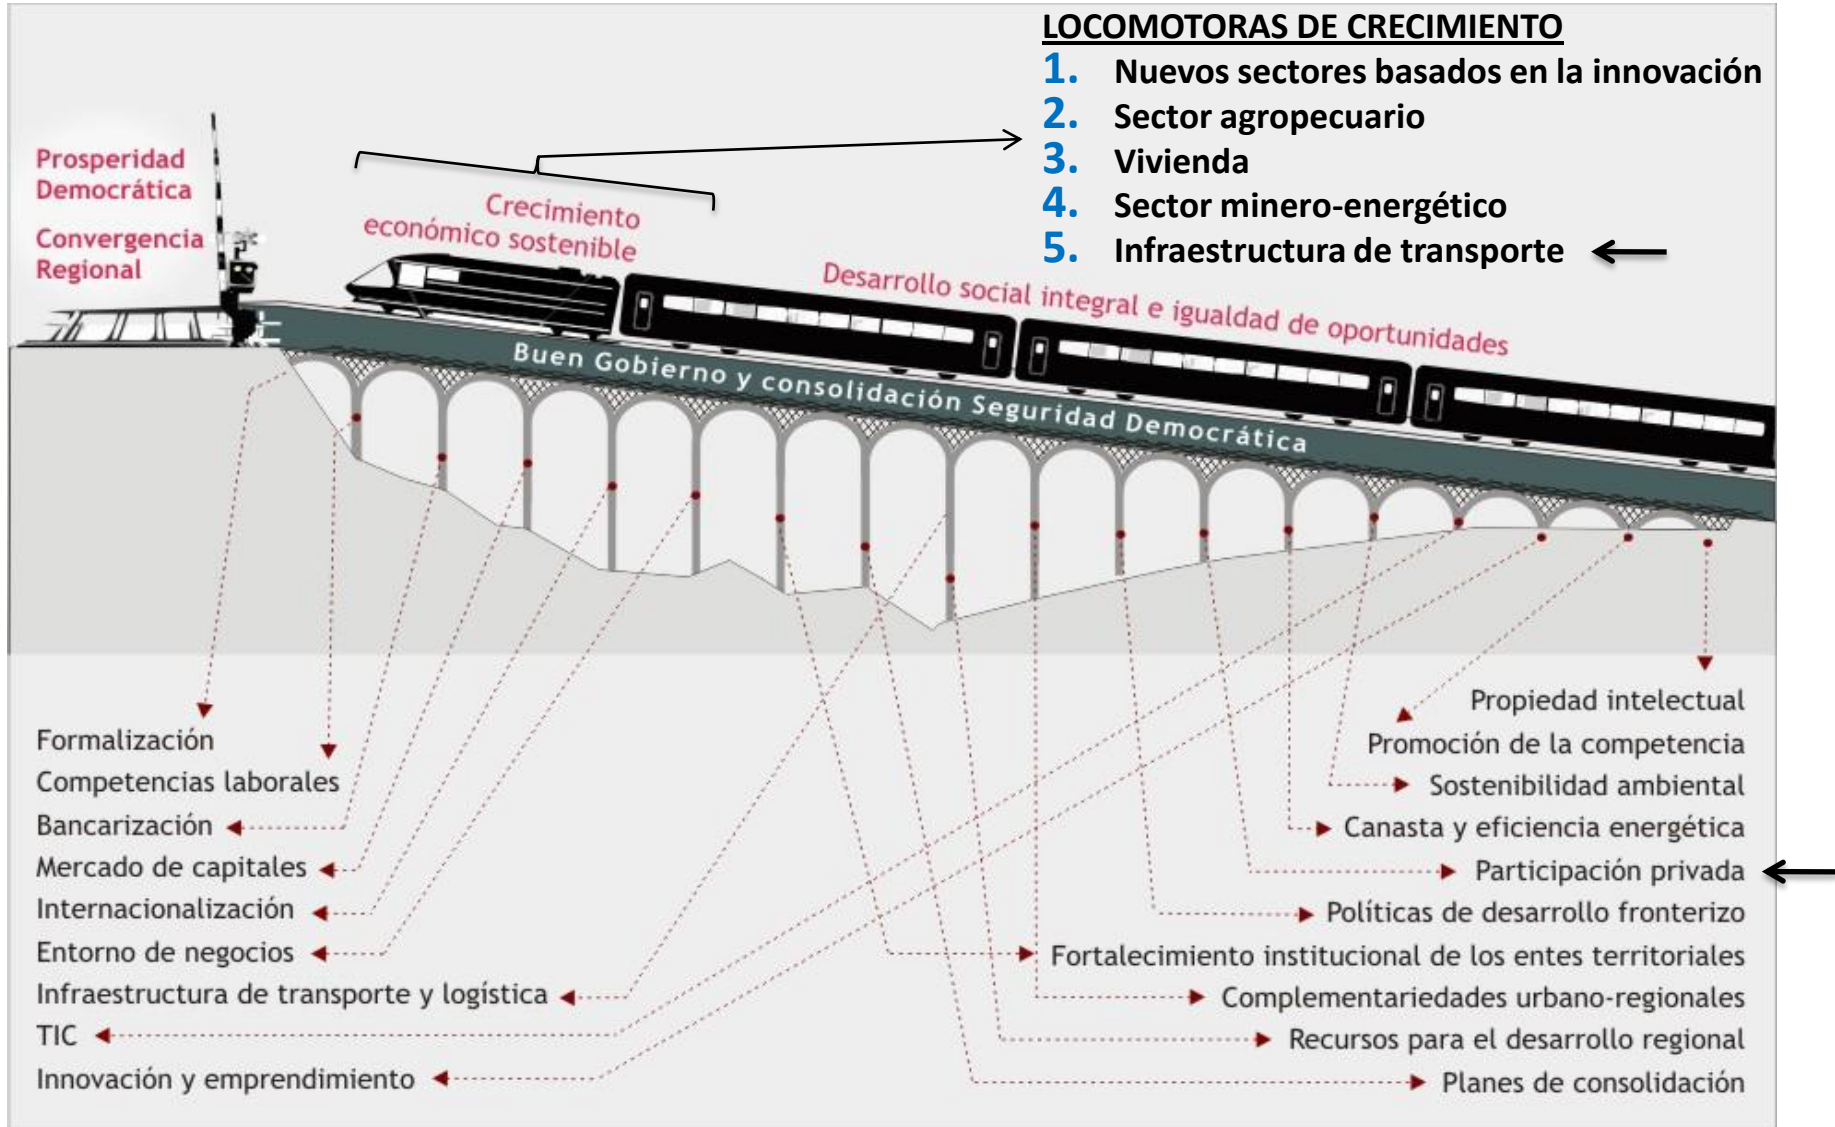 LOCOMOTORAS DE CRECIMIENTO
1. Nuevos sectores basados en la innovación
2. Sector agropecuario
3. Vivienda
4. Sector minero-energético
5. Infraestructura de transporte
Prosperidad
Democrática
Convergencia
Regional
Crecimiento
económico sostenible
Desarrollo social integral e igualdad de oportunidades
Buen Gobierno y consolidación Seguridad Democrática
Formalización
Competencias laborales
Bancarización
Mercado de capitales
Internacionalización
Entorno de negocios
Infraestructura de transporte y logística
TIC
Innovación y emprendimiento
Propiedad intelectual
Promoción de la competencia
Sostenibilidad ambiental
Canasta y eficiencia energética
Participación privada
Políticas de desarrollo fronterizo
Fortalecimiento institucional de los entes territoriales
Complementariedades urbano-regionales
Recursos para el desarrollo regional
Planes de consolidación